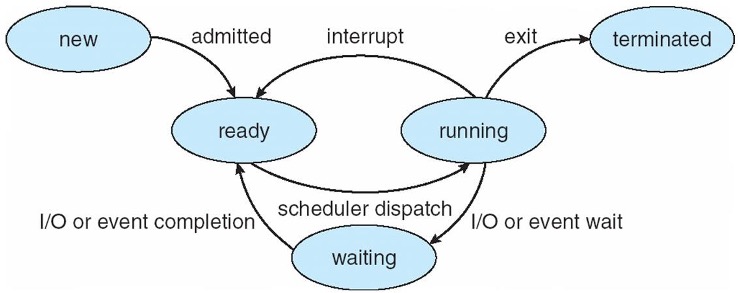 new
admitted
interrupt
exit
terminated
ready
running
I/O or event completion
scheduler dispatch
I/O or event wait
waiting